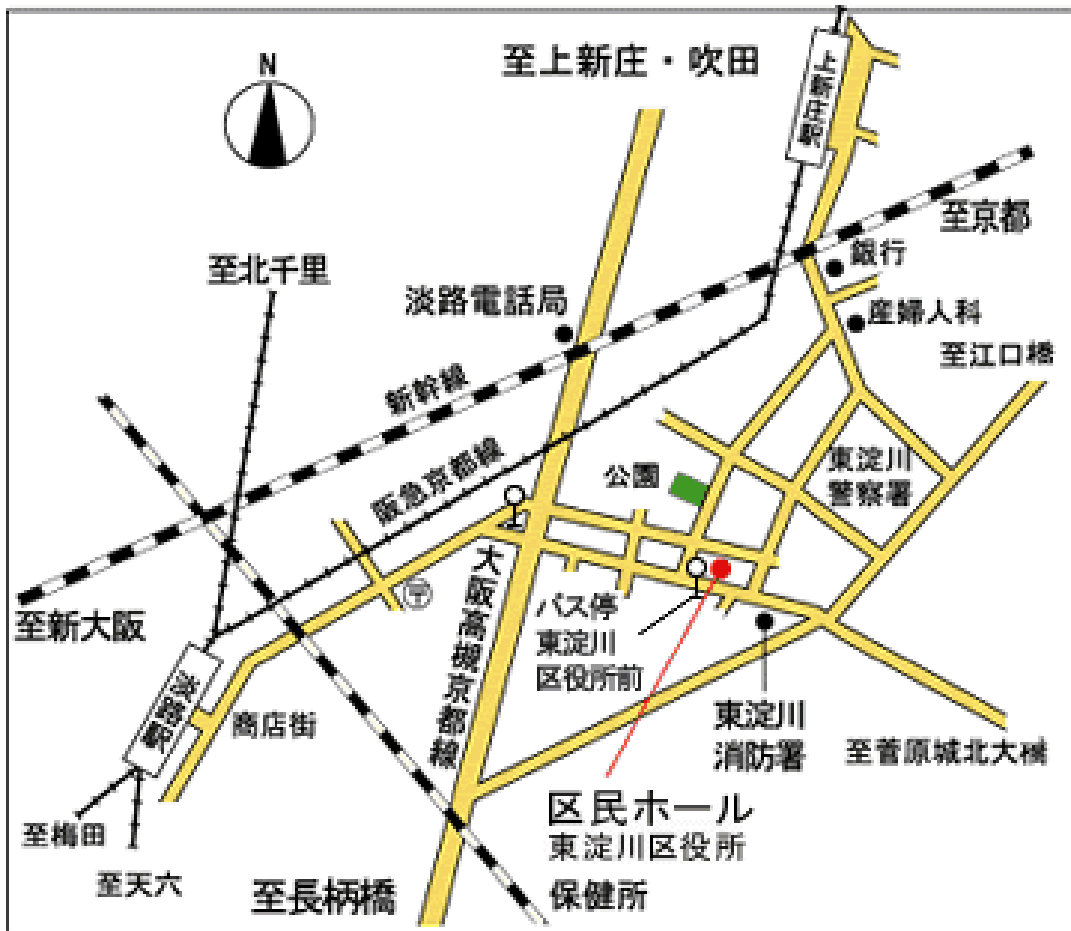 至上新庄・吹田
上新庄駅
N
至京都
銀行
至北千里
淡路電話局
産婦人科
至江口橋
新幹線
阪急京都線
公園
東淀川
警察署
〒
大阪高槻京都線
バス停
東淀川
区役所前
至新大阪
淡路駅
商店街
東淀川
消防署
至菅原城北大橋
区民ホール
東淀川区役所
保健所
至梅田
至天六
至長柄橋